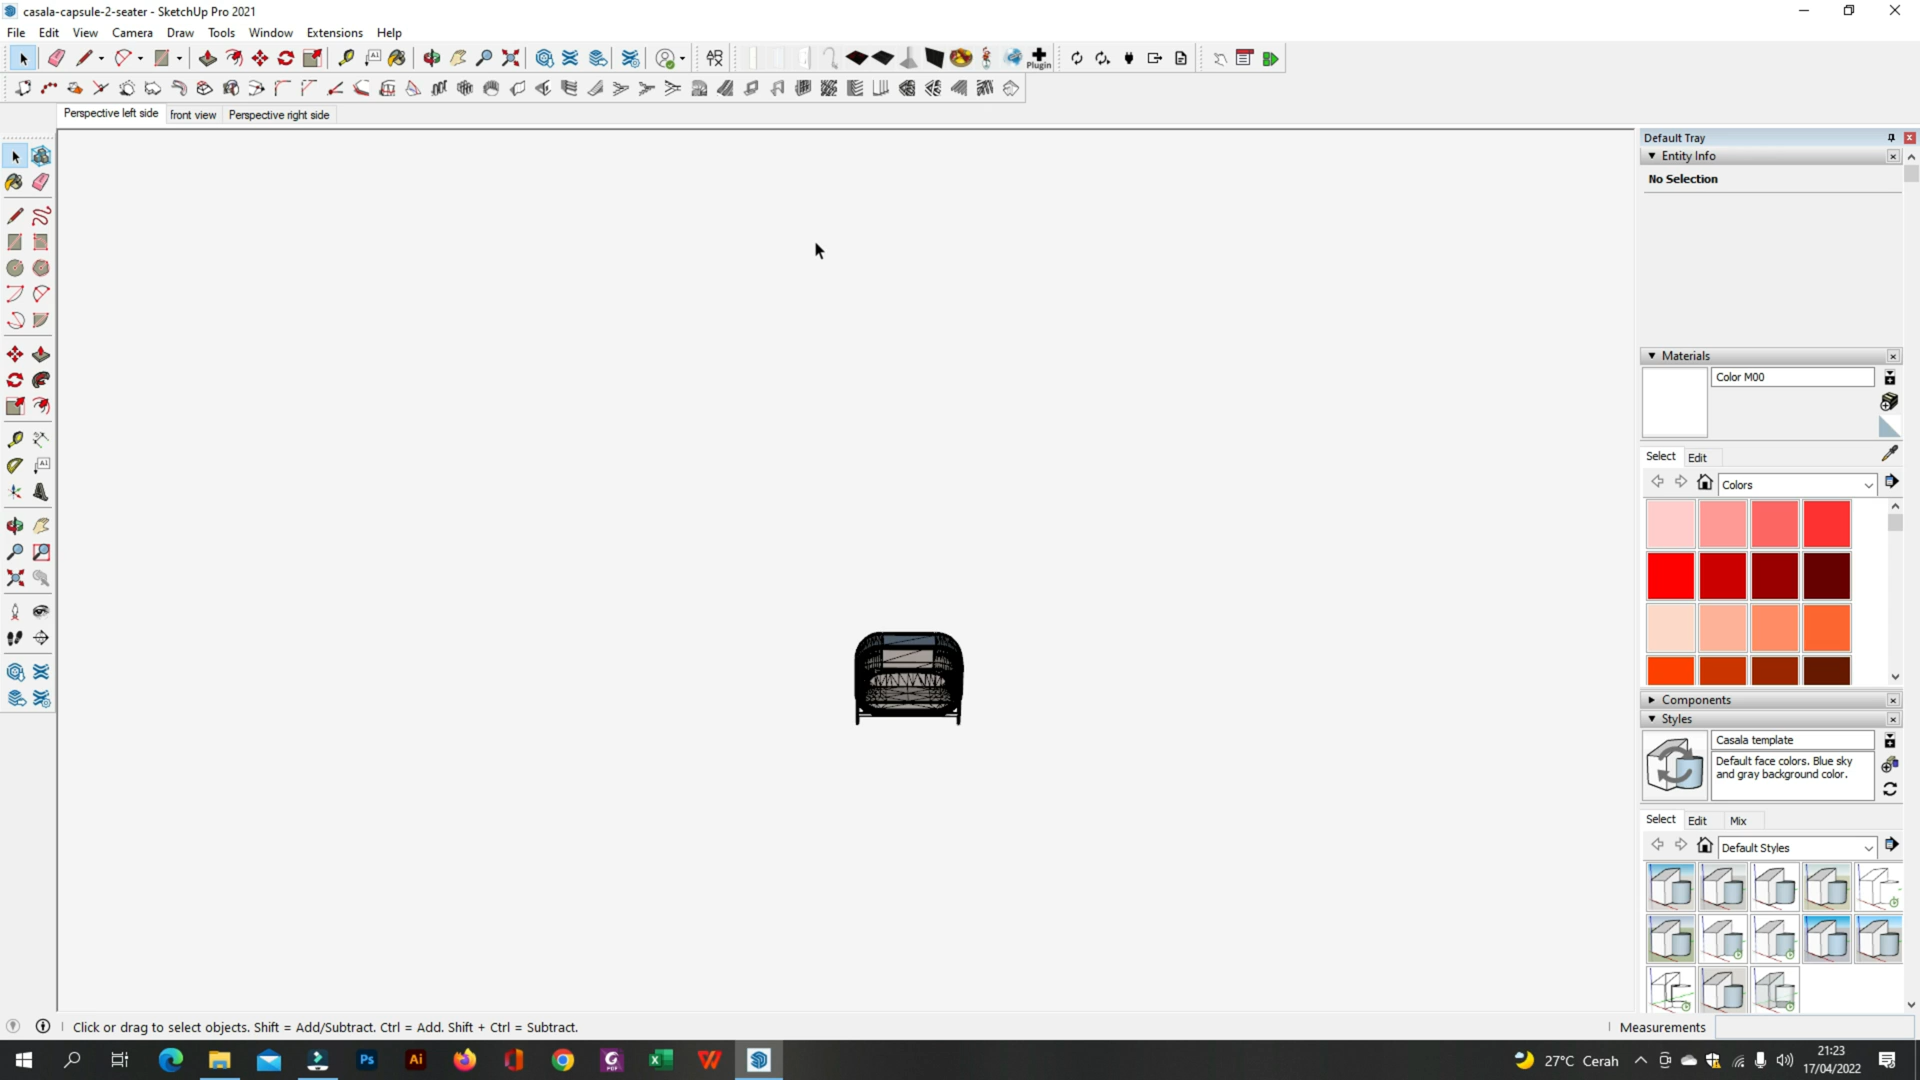 casala-capsule-2-seater - SketchUp Pro 2021
File Edit View Camera Draw Tools Window Extensions Help
Plugin
Perspective left side front view Perspective right side
Default Tray
Entity Info
No Selection
Materials
Color M00
Select Edit
Colors
Components
Styles
Casala template
Default face colors. Blue sky
and gray background color.
Select Edit Mix
Default Styles
Click or drag to select objects. Shift = Add/Subtract. Ctrl = Add. Shift + Ctrl = Subtract.
Measurements
Ps
Ai
27°C Cerah
21:23
17/04/2022